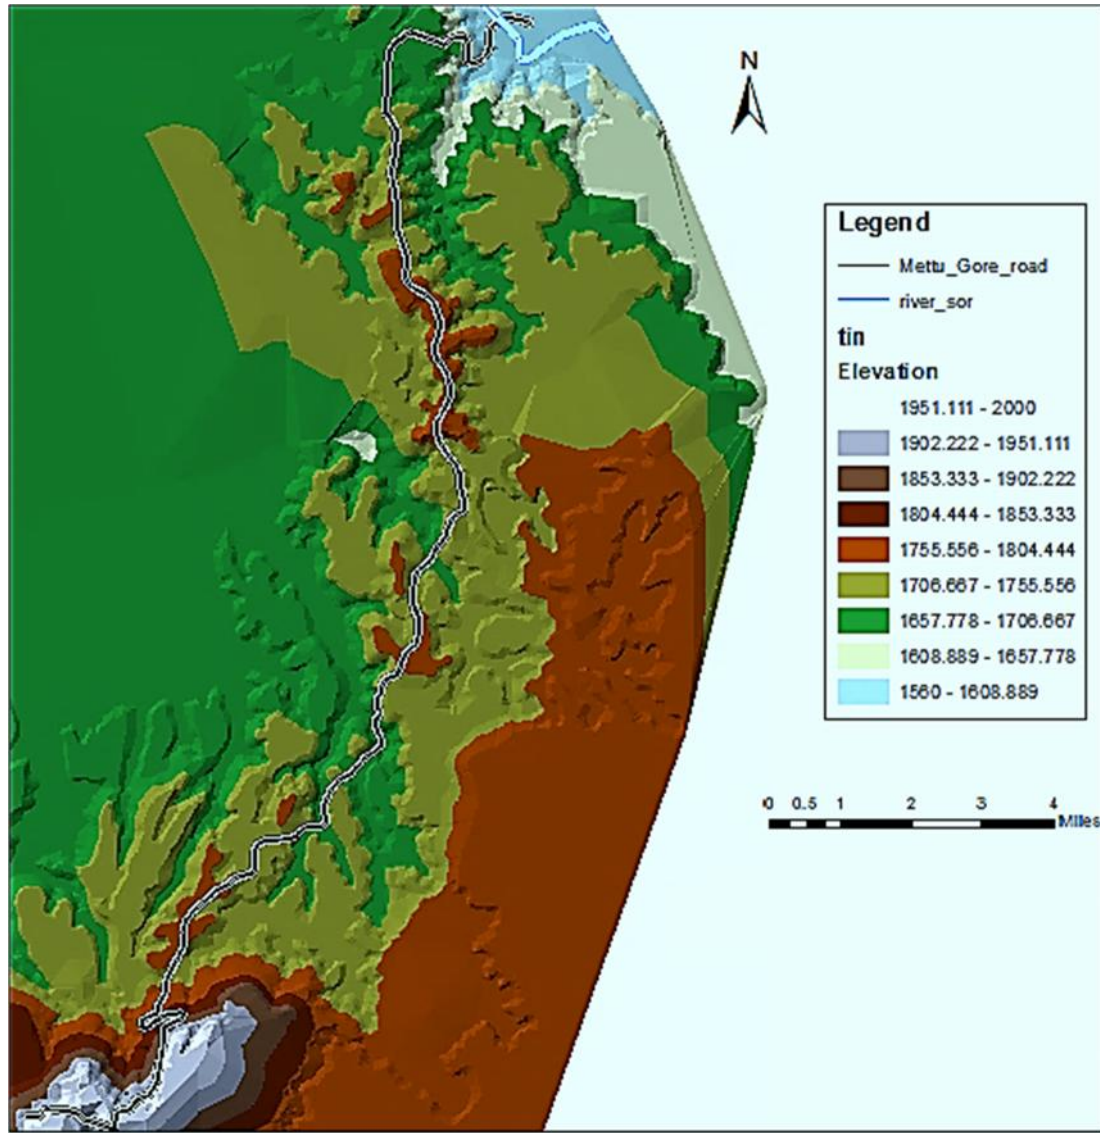 N
Legend
Mettu_Gore_road
river_sor
tin
Elevation
1951.111 - 2000
1902.222 - 1951.111
1853.333 - 1902.222
1804.444 - 1853.333
1755.556 - 1804.444
1706.667 - 1755.556
1657.778 - 1706.667
1608.889 - 1657.778
1560 - 1608.889
0 0.5 1 2 3 4
Miles